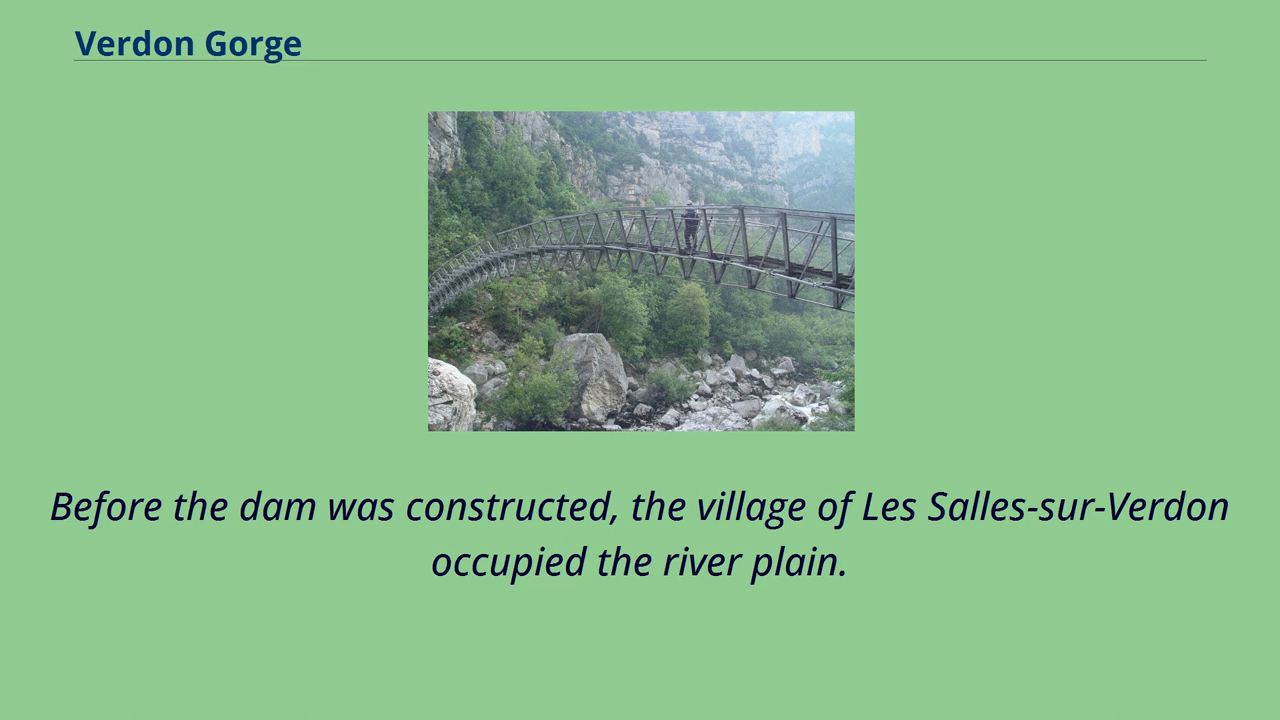 Verdon Gorge
Before the dam was constructed, the village of Les Salles-sur-Verdon
occupied the river plain.